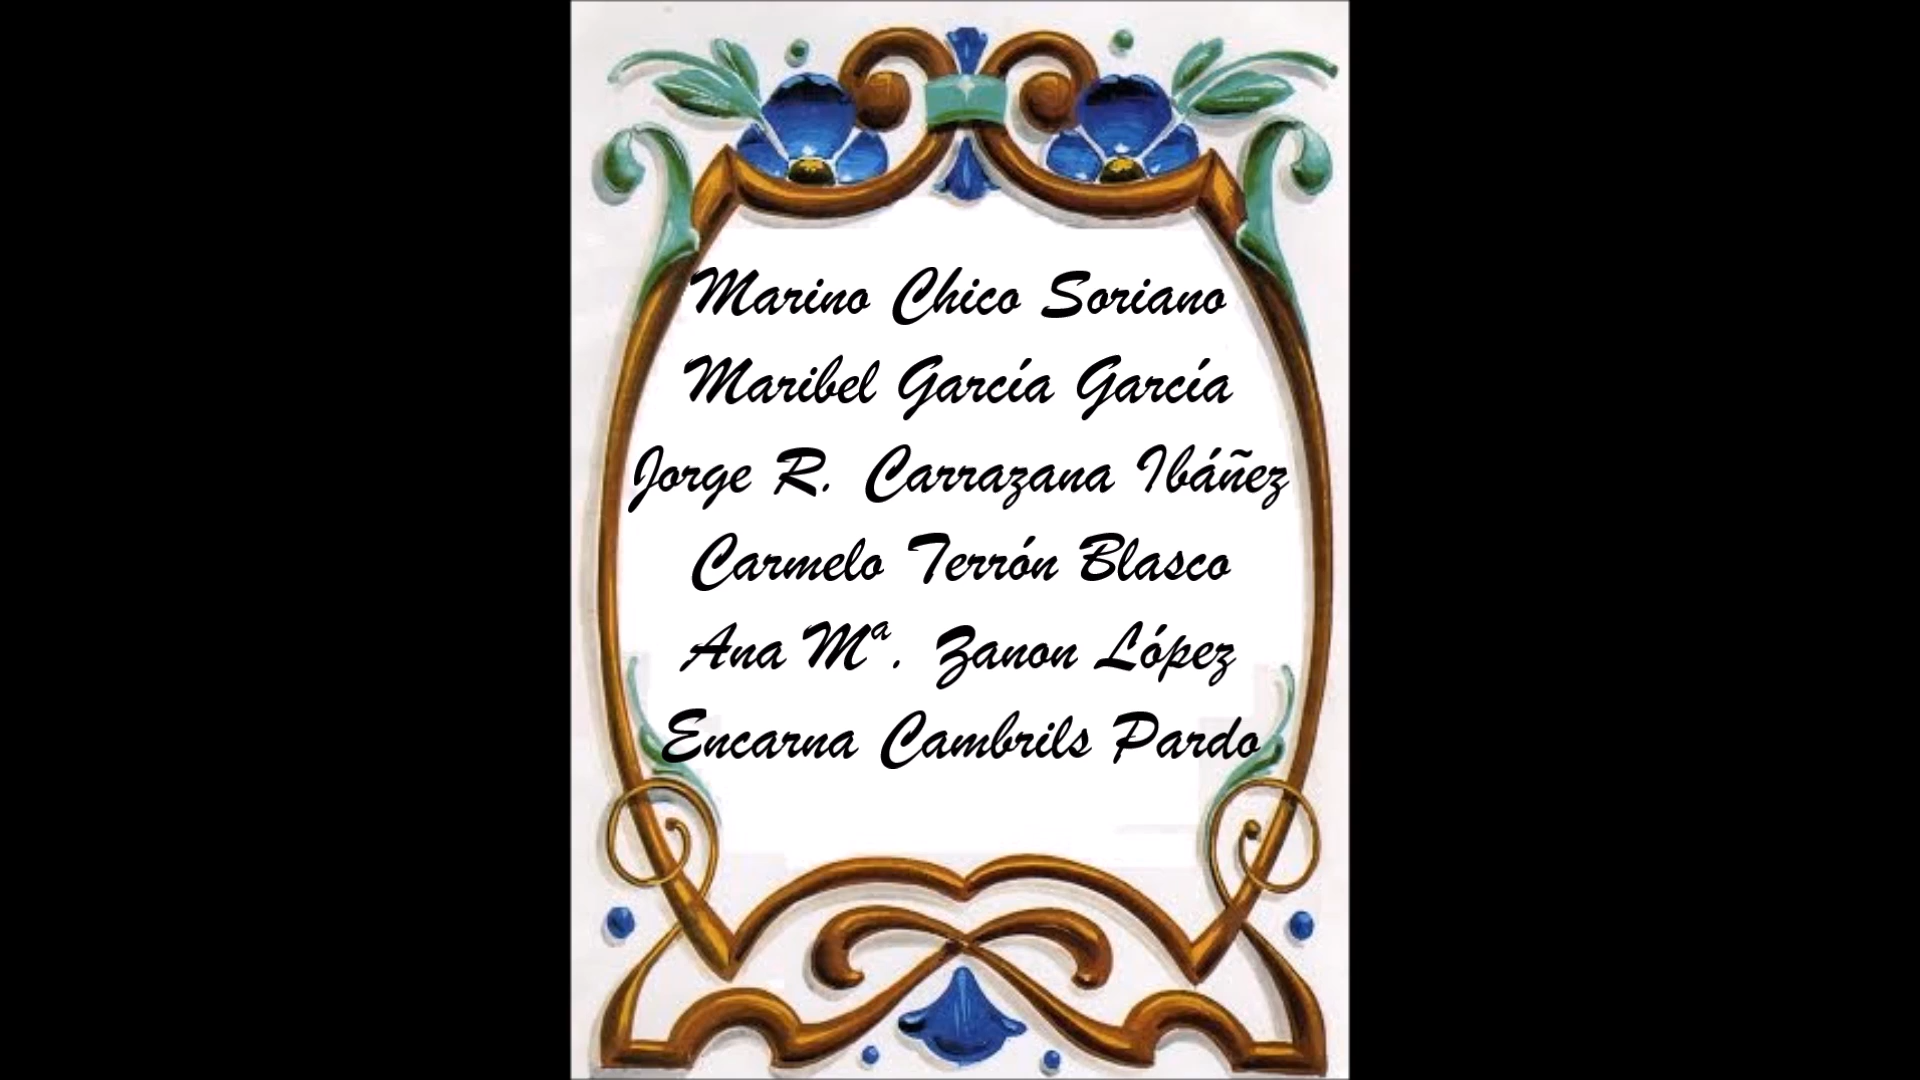 Marino Chico Soriano
Maribel García García
Jorge R. Carrazana Ibáñez
Carmelo Terrón Blasco
Ana Mª. Zanon López
Encarna Cambrils Pardo